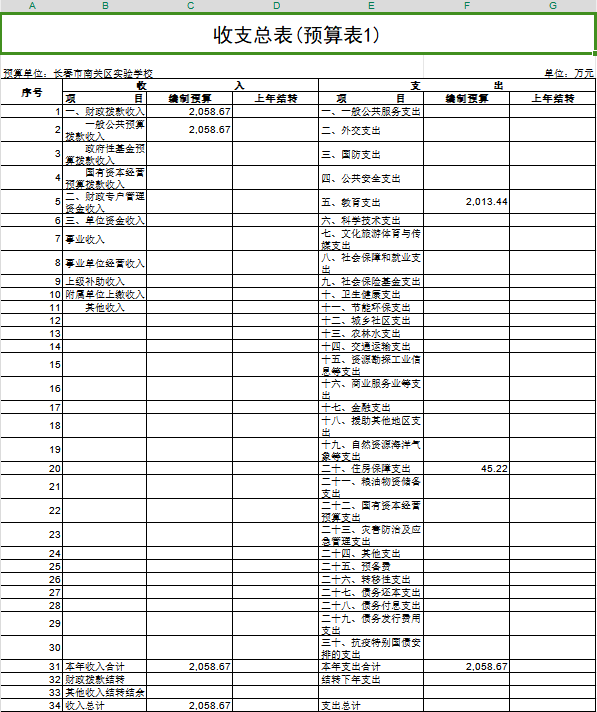 A B C D E F G
收支总表(预算表1)
预算单位：长春市南关区实验学校 单位：万元
序号 收 入 支 出
项 目 编制预算 上年结转 项 目 编制预算 上年结转
1 一、财政拨款收入 2,058.67 一、一般公共服务支出
2 一般公共预算拨款收入 2,058.67 二、外交支出
3 政府性基金预算拨款收入 三、国防支出
4 国有资本经营预算拨款收入 四、公共安全支出
5 二、财政专户管理资金收入 五、教育支出 2,013.44
6 三、单位资金收入 六、科学技术支出
7 事业收入 七、文化旅游体育与传媒支出
8 事业单位经营收入 八、社会保障和就业支出
9 上级补助收入 九、社会保险基金支出
10 附属单位上缴收入 十、卫生健康支出
11 其他收入 十一、节能环保支出
12 十二、城乡社区支出
13 十三、农林水支出
14 十四、交通运输支出
15 十五、资源勘探工业信息等支出
16 十六、商业服务业等支出
17 十七、金融支出
18 十八、援助其他地区支出
19 十九、自然资源海洋气象等支出
20 二十、住房保障支出 45.22
21 二十一、粮油物资储备支出
22 二十二、国有资本经营预算支出
23 二十三、灾害防治及应急管理支出
24 二十四、其他支出
25 二十五、预备费
26 二十六、转移性支出
27 二十七、债务还本支出
28 二十八、债务付息支出
29 二十九、债务发行费用支出
30 三十、抗疫特别国债安排的支出
31 本年收入合计 2,058.67 本年支出合计 2,058.67
32 财政拨款结转 结转下年支出
33 其他收入结转结余
34 收入总计 2,058.67 支出总计